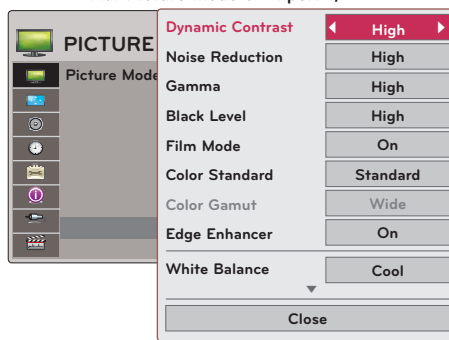 PICTURE
Picture Mode
Dynamic Contrast High
Noise Reduction High
Gamma High
Black Level High
Film Mode On
Color Standard Standard
Color Gamut Wide
Edge Enhancer On
White Balance Cool
Close